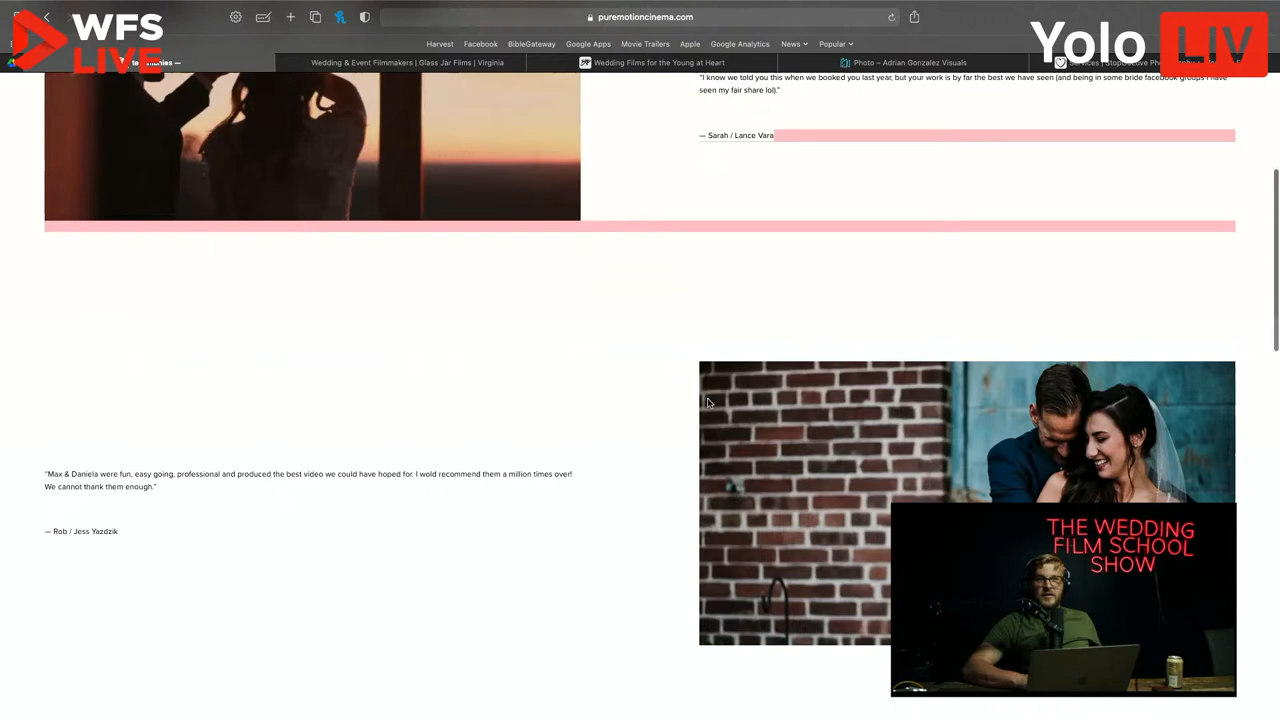 WFS
LIVE
puremotioncinema.com
Yolo LIV
Harvest Facebook BibleGateway Google Apps Movie Trailers Apple Google Analytics News Popular
Wedding & Event Filmmakers | Glass Jar Films | Virginia
Wedding Films for the Young at Heart
Photo – Adrian Gonzalez Visuals
"I know we told you this when we booked you last year, but your work is by far the best we have seen (and being in some bride facebook groups I have
seen my fair share lol)."
— Sarah / Lance Vara
"Max & Daniela were fun, easy going, professional and produced the best video we could have hoped for. I wold recommend them a million times over!
We cannot thank them enough."
— Rob / Jess Yazdzik
THE WEDDING
FILM SCHOOL
SHOW